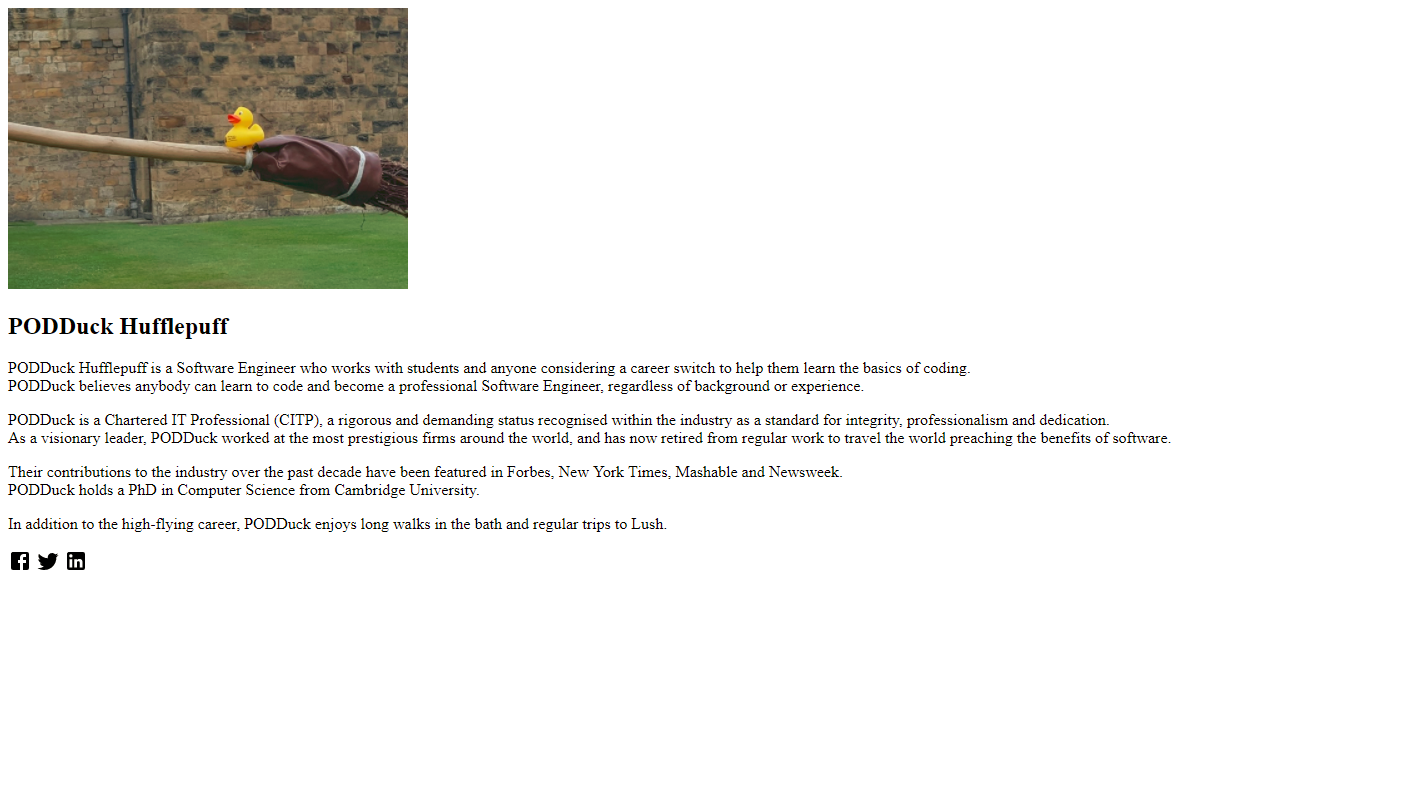 PODDuck Hufflepuff
PODDuck Hufflepuff is a Software Engineer who works with students and anyone considering a career switch to help them learn the basics of coding.
PODDuck believes anybody can learn to code and become a professional Software Engineer, regardless of background or experience.
PODDuck is a Chartered IT Professional (CITP), a rigorous and demanding status recognised within the industry as a standard for integrity, professionalism and dedication.
As a visionary leader, PODDuck worked at the most prestigious firms around the world, and has now retired from regular work to travel the world preaching the benefits of software.
Their contributions to the industry over the past decade have been featured in Forbes, New York Times, Mashable and Newsweek.
PODDuck holds a PhD in Computer Science from Cambridge University.
In addition to the high-flying career, PODDuck enjoys long walks in the bath and regular trips to Lush.